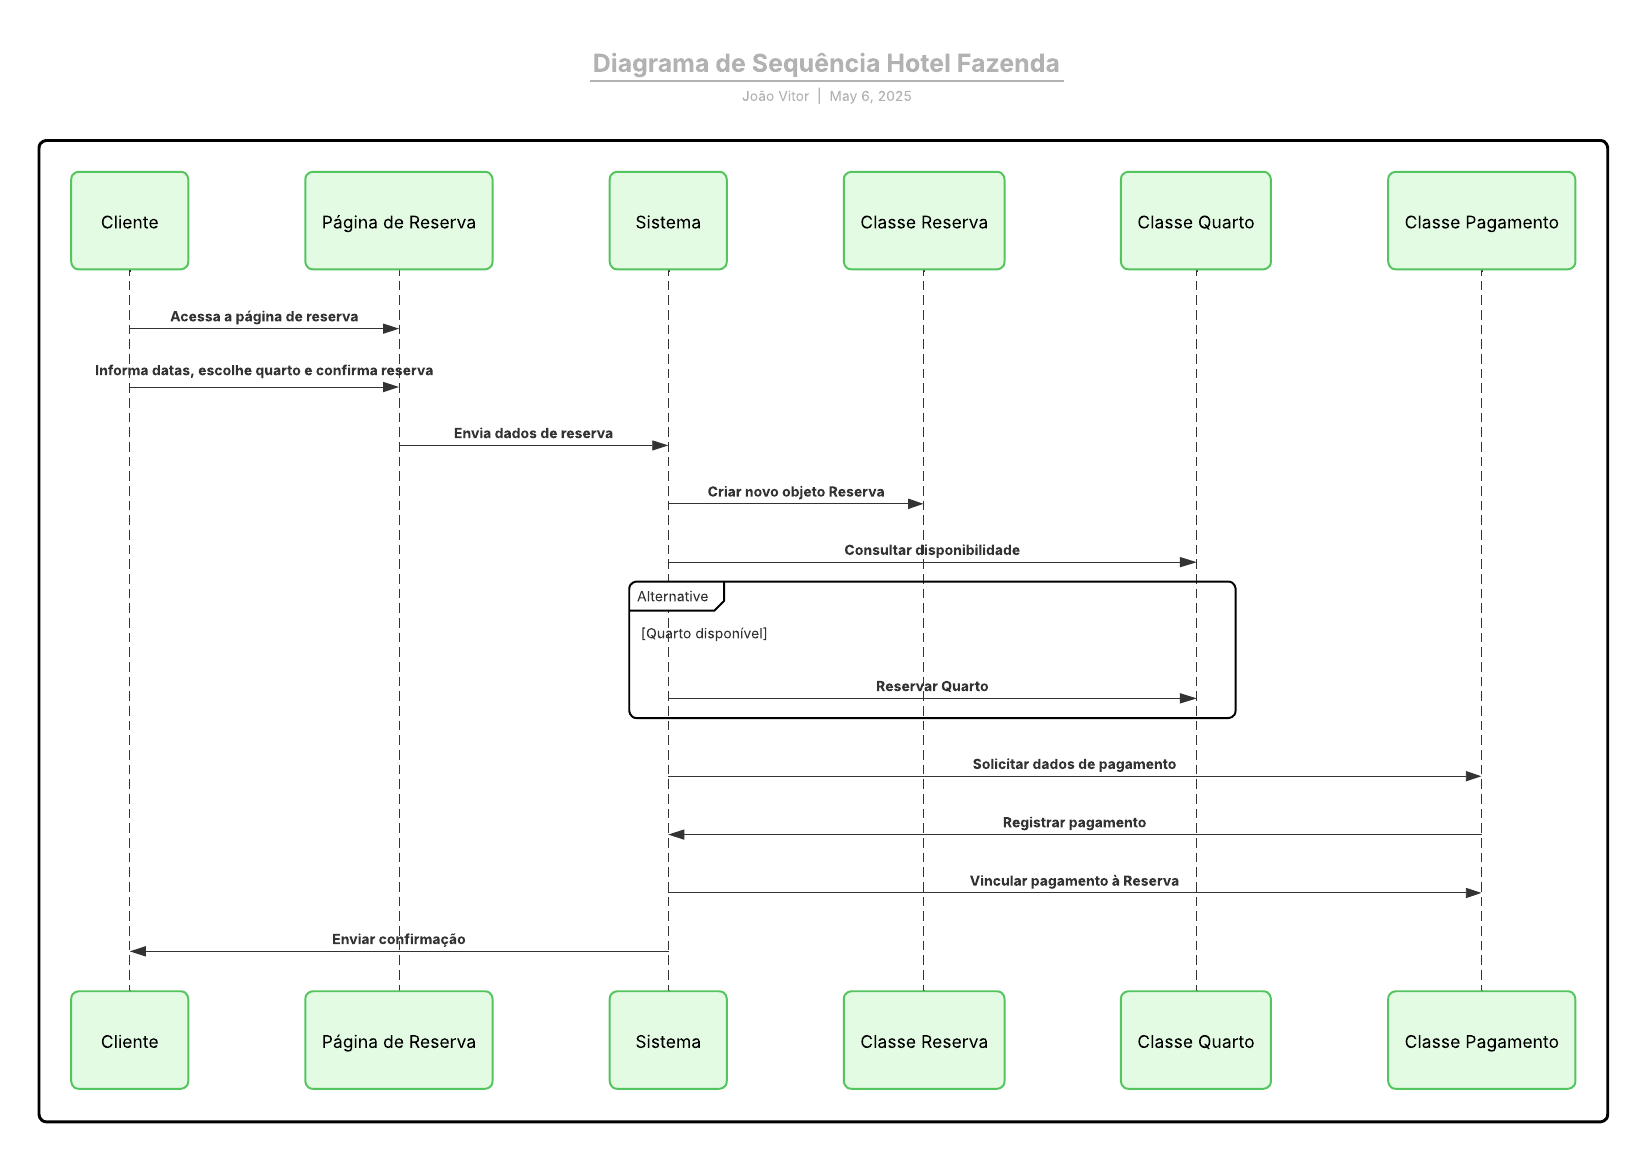 Diagrama de Sequência Hotel Fazenda
João Vitor | May 6, 2025
Cliente
Página de Reserva
Sistema
Classe Reserva
Classe Quarto
Classe Pagamento
Acessa a página de reserva
Informa datas, escolhe quarto e confirma reserva
Envia dados de reserva
Criar novo objeto Reserva
Consultar disponibilidade
Alternative
[Quarto disponível]
Reservar Quarto
Solicitar dados de pagamento
Registrar pagamento
Vincular pagamento à Reserva
Enviar confirmação
Cliente
Página de Reserva
Sistema
Classe Reserva
Classe Quarto
Classe Pagamento